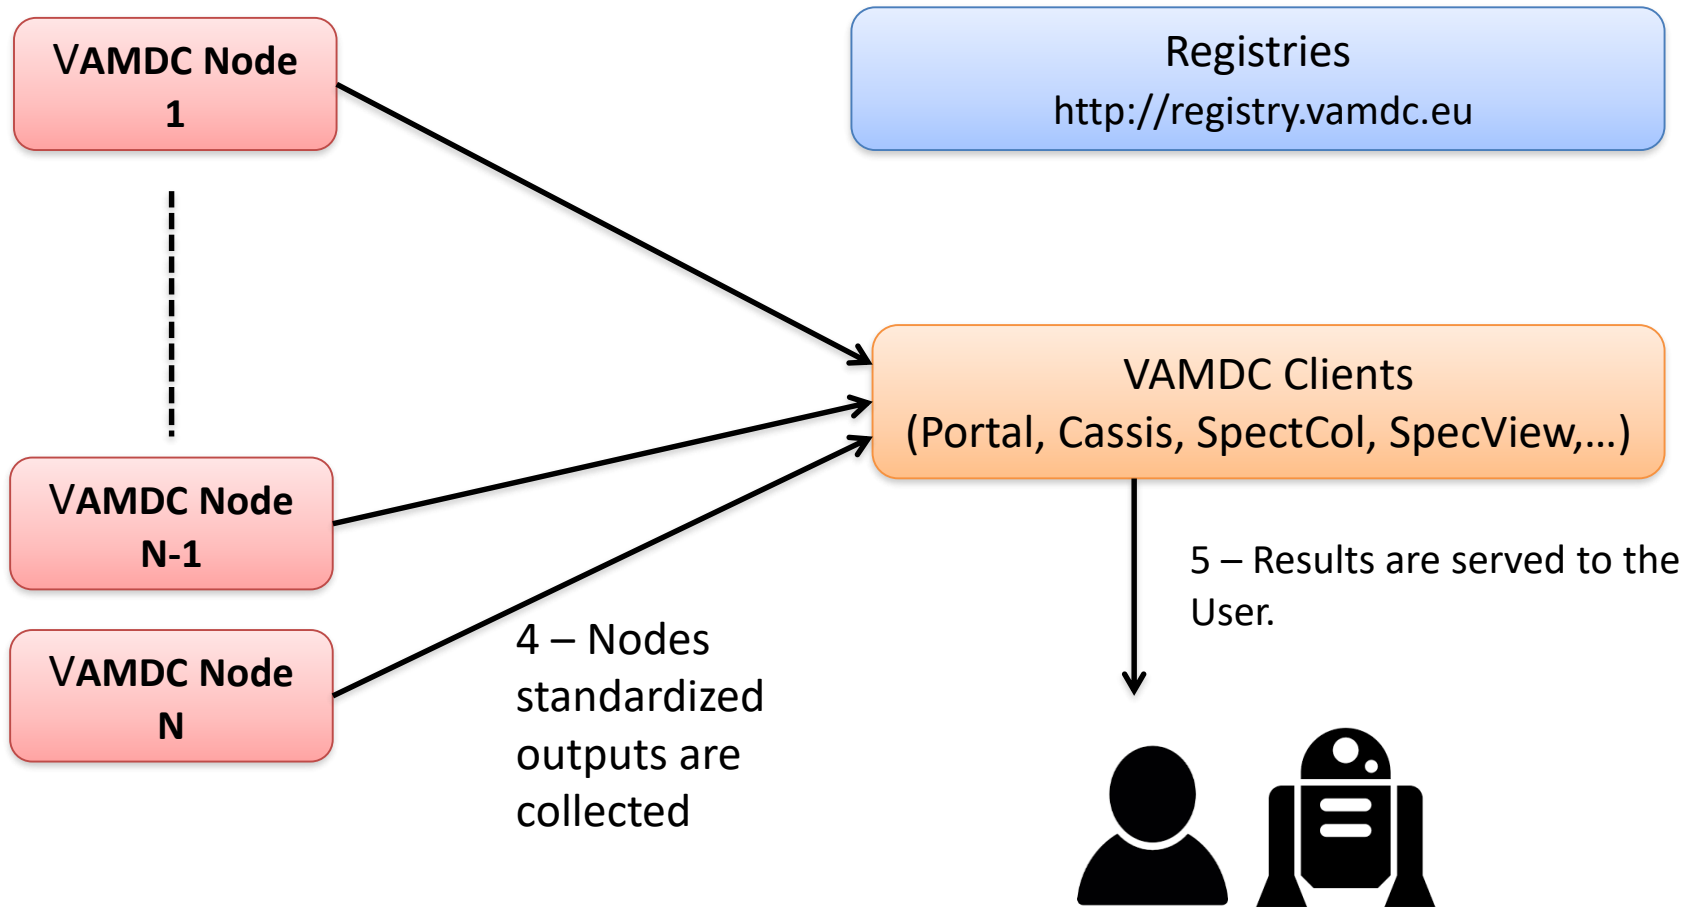 VAMDC Node
1
Registries
http://registry.vamdc.eu
VAMDC Clients
(Portal, Cassis, SpectCol, SpecView,...)
VAMDC Node
N-1
VAMDC Node
N
4 – Nodes
standardized
outputs are
collected
5 – Results are served to the
User.